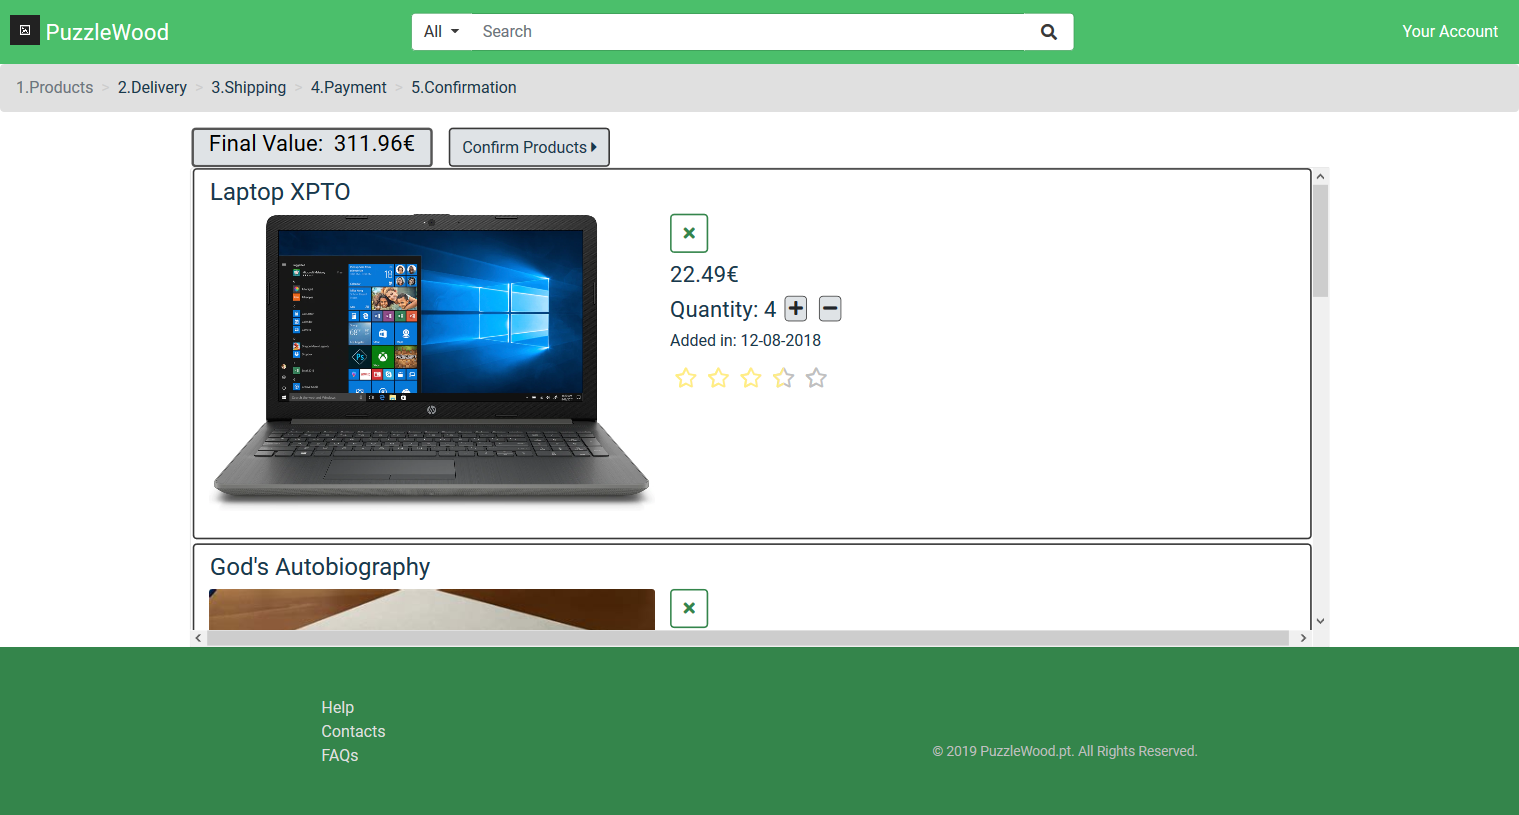 PuzzleWood
All
Search
Your Account
1.Products > 2.Delivery > 3.Shipping > 4.Payment > 5.Confirmation
Final Value: 311.96€
Confirm Products
Laptop XPTO
22.49€
Quantity: 4
Added in: 12-08-2018
God's Autobiography
Help
Contacts
FAQs
© 2019 PuzzleWood.pt. All Rights Reserved.